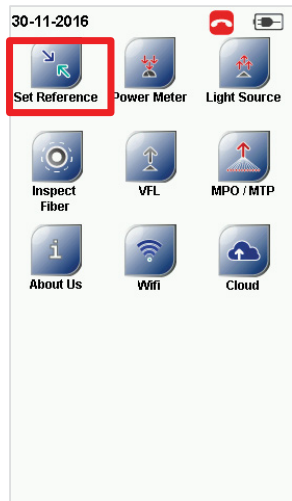 30-11-2016
Set Reference Power Meter Light Source
Inspect Fiber VFL MPO / MTP
About Us Wifi Cloud